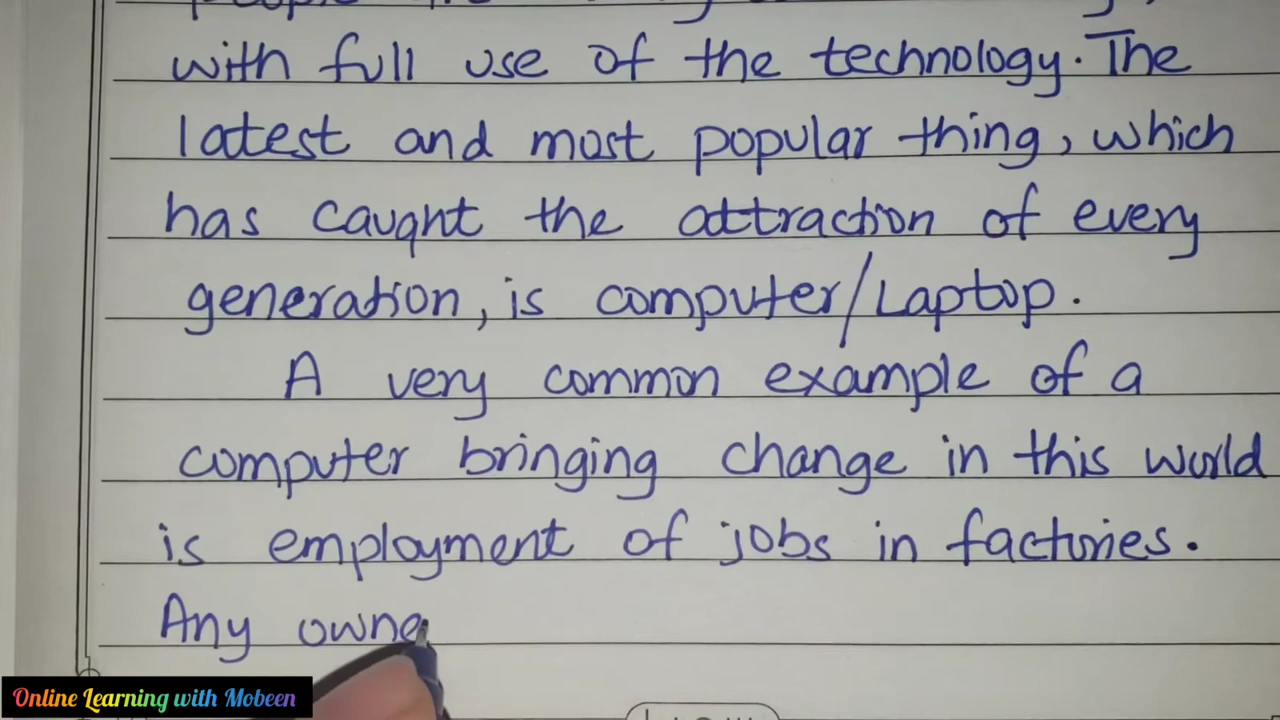 with full use of the technology. The
latest and most popular thing, which
has caught the attraction of every
generation, is computer/Laptop.
A very common example of a
computer bringing change in this world
is employment of jobs in factories.
Any owne
Online Learning with Mobeen